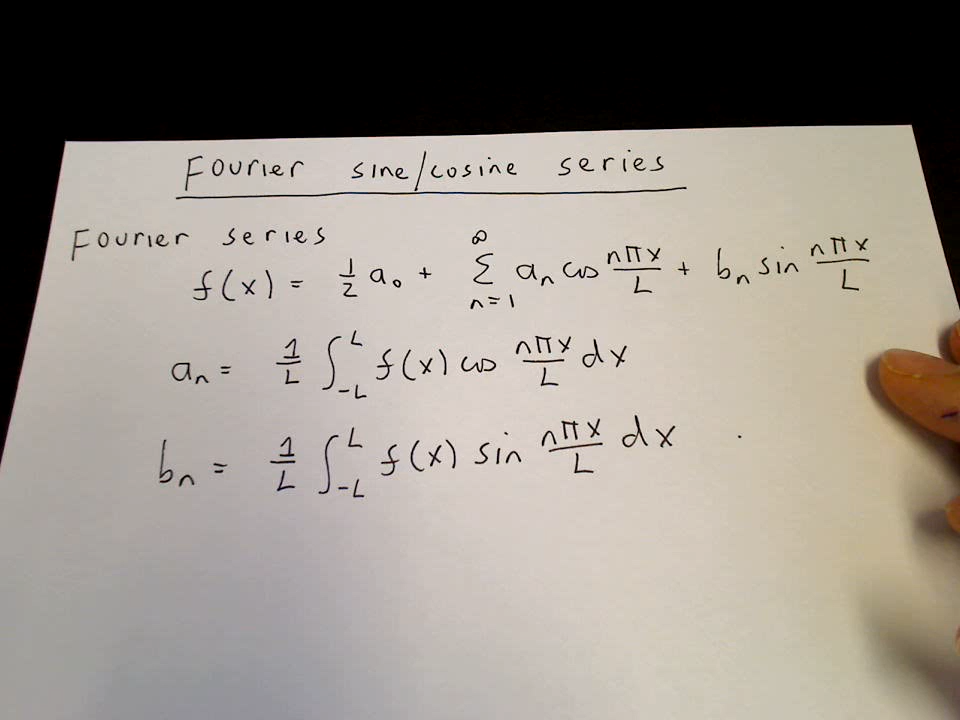 Fourier sine/cosine series
Fourier series
f(x) = 1/2 a₀ + ∞ Σ n=1 aₙ cos nπx/L + bₙ sin nπx/L
aₙ = 1/L ∫_-L^L f(x) cos nπx/L dx
bₙ = 1/L ∫_-L^L f(x) sin nπx/L dx